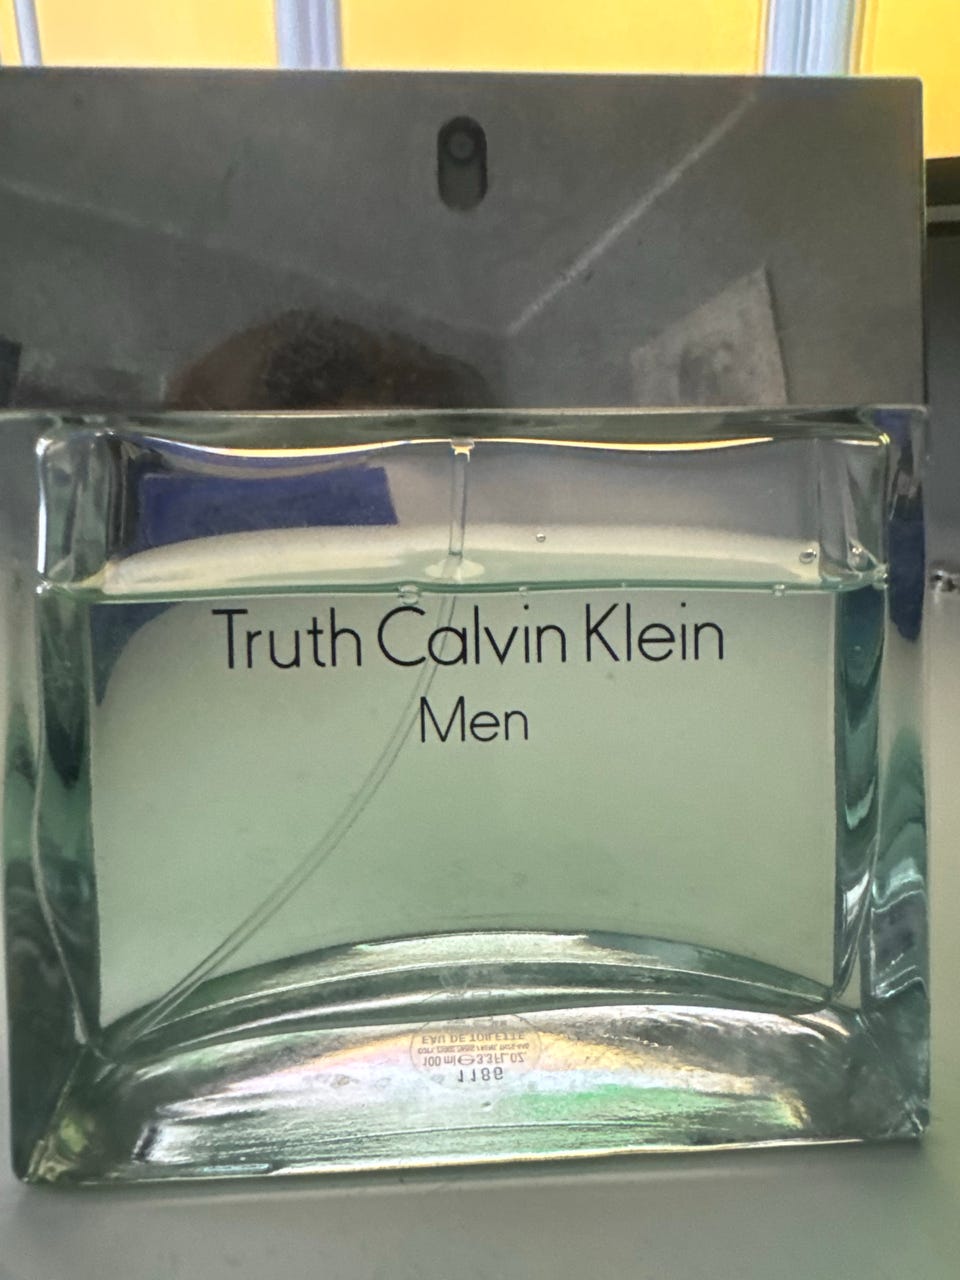 Truth Calvin Klein
Men
EAU DE TOILETTE
100 ml ℮ 3.3 FL.OZ
1186